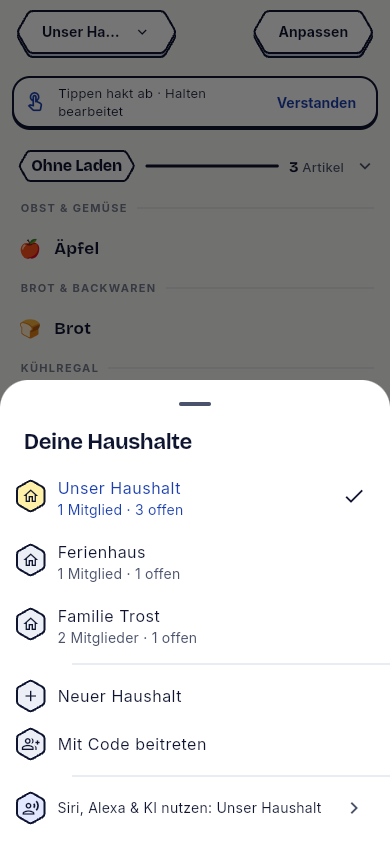 Unser Ha...
Anpassen
Tippen hakt ab · Halten
bearbeitet
Verstanden
Ohne Laden
3 Artikel
OBST & GEMÜSE
Äpfel
BROT & BACKWAREN
Brot
KÜHLREGAL
Deine Haushalte
Unser Haushalt
1 Mitglied · 3 offen
Ferienhaus
1 Mitglied · 1 offen
Familie Trost
2 Mitglieder · 1 offen
Neuer Haushalt
Mit Code beitreten
Siri, Alexa & KI nutzen: Unser Haushalt